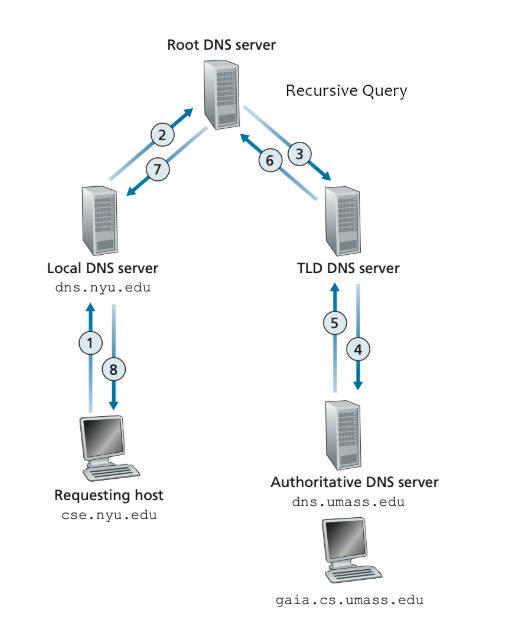 Root DNS server
Recursive Query
2
3
6
7
Local DNS server
dns.nyu.edu
TLD DNS server
5
1
4
8
Requesting host
cse.nyu.edu
Authoritative DNS server
dns.umass.edu
gaia.cs.umass.edu